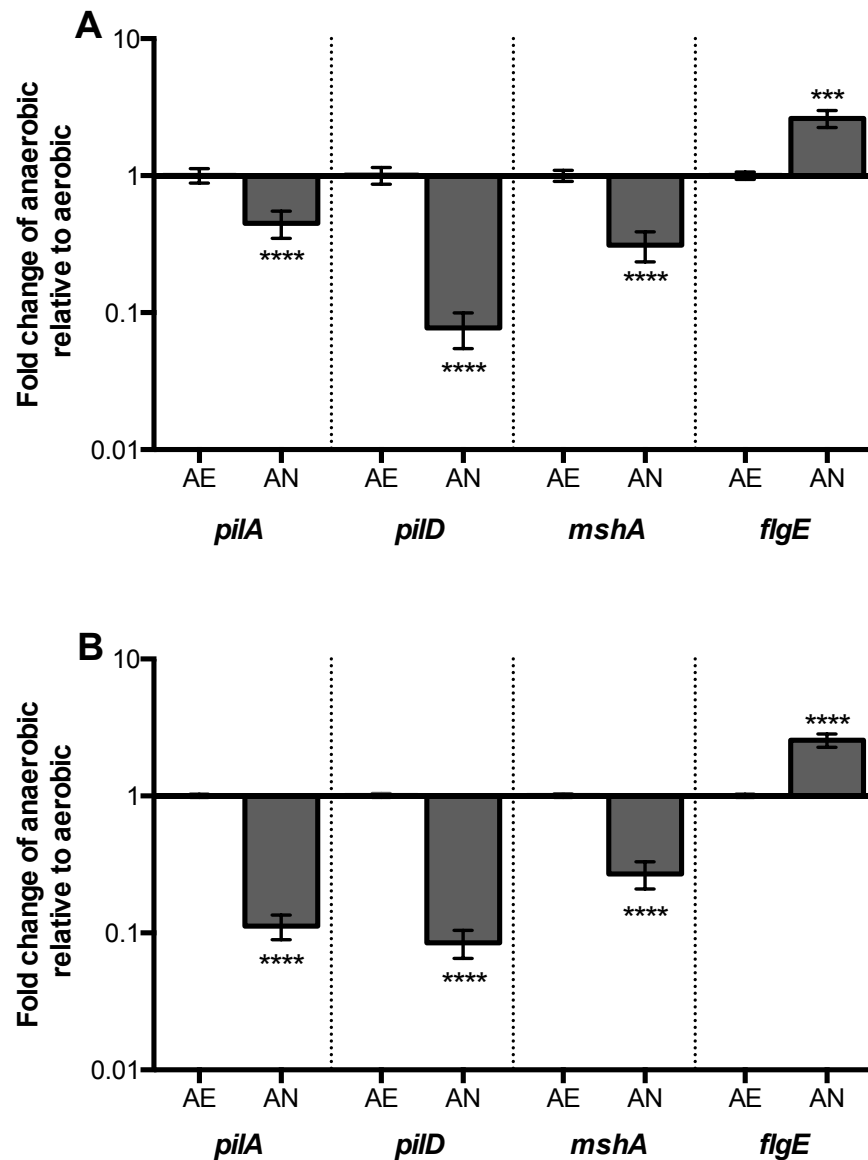 A
Fold change of anaerobic
relative to aerobic
10
1
0.1
0.01
****
****
****
***
AE AN AE AN AE AN AE AN
pilA pilD mshA flgE
B
Fold change of anaerobic
relative to aerobic
10
1
0.1
0.01
****
****
****
****
AE AN AE AN AE AN AE AN
pilA pilD mshA flgE